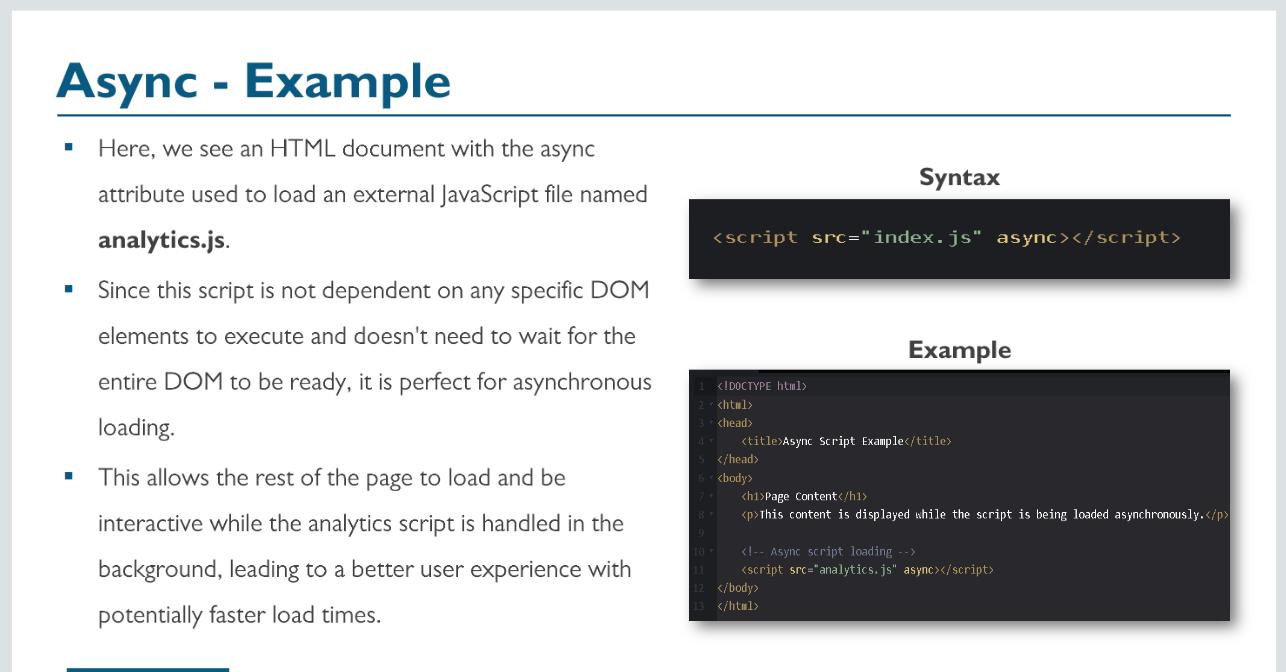 Async - Example
Here, we see an HTML document with the async
attribute used to load an external JavaScript file named
analytics.js.
Since this script is not dependent on any specific DOM
elements to execute and doesn't need to wait for the
entire DOM to be ready, it is perfect for asynchronous
loading.
This allows the rest of the page to load and be
interactive while the analytics script is handled in the
background, leading to a better user experience with
potentially faster load times.
Syntax
<script src="index.js" async></script>
Example
1 <!DOCTYPE html>
2 <html>
3 <head>
4 <title>Async Script Example</title>
5 </head>
6 <body>
7 <h1>Page Content</h1>
8 <p>This content is displayed while the script is being loaded asynchronously.</p>
9
10 <!-- Async script loading -->
11 <script src="analytics.js" async></script>
12 </body>
13 </html>